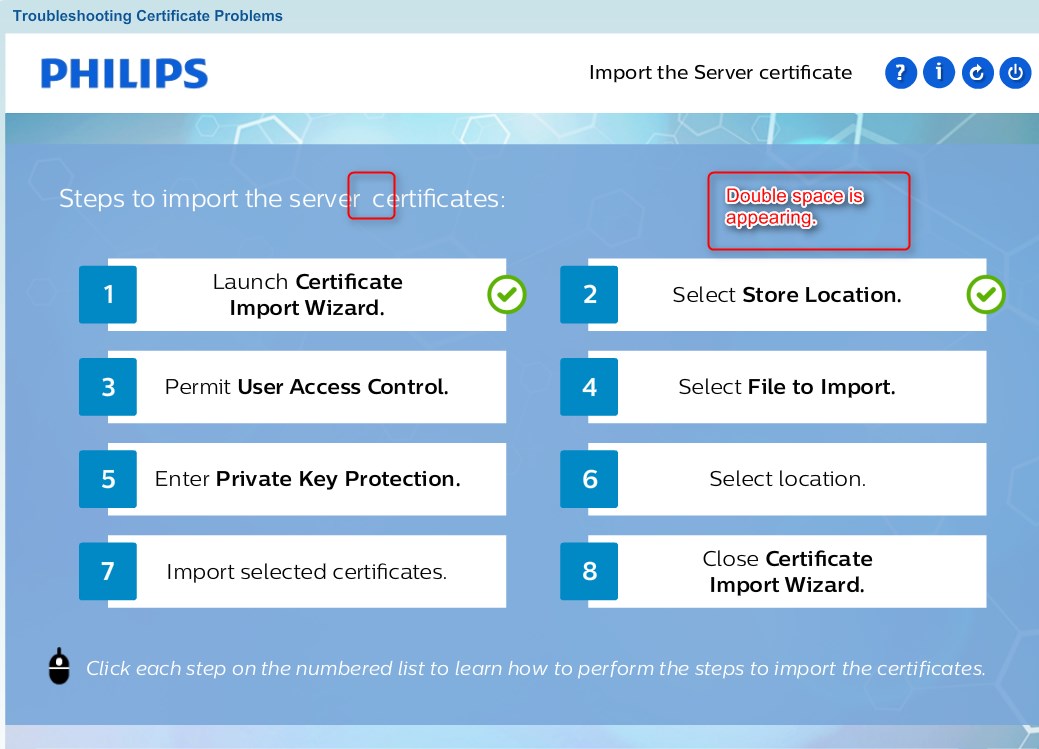 Troubleshooting Certificate Problems
PHILIPS
Import the Server certificate
? i
Steps to import the server  certificates:
Double space is
appearing.
1
Launch Certificate
Import Wizard.
2
Select Store Location.
3
Permit User Access Control.
4
Select File to Import.
5
Enter Private Key Protection.
6
Select location.
7
Import selected certificates.
8
Close Certificate
Import Wizard.
Click each step on the numbered list to learn how to perform the steps to import the certificates.